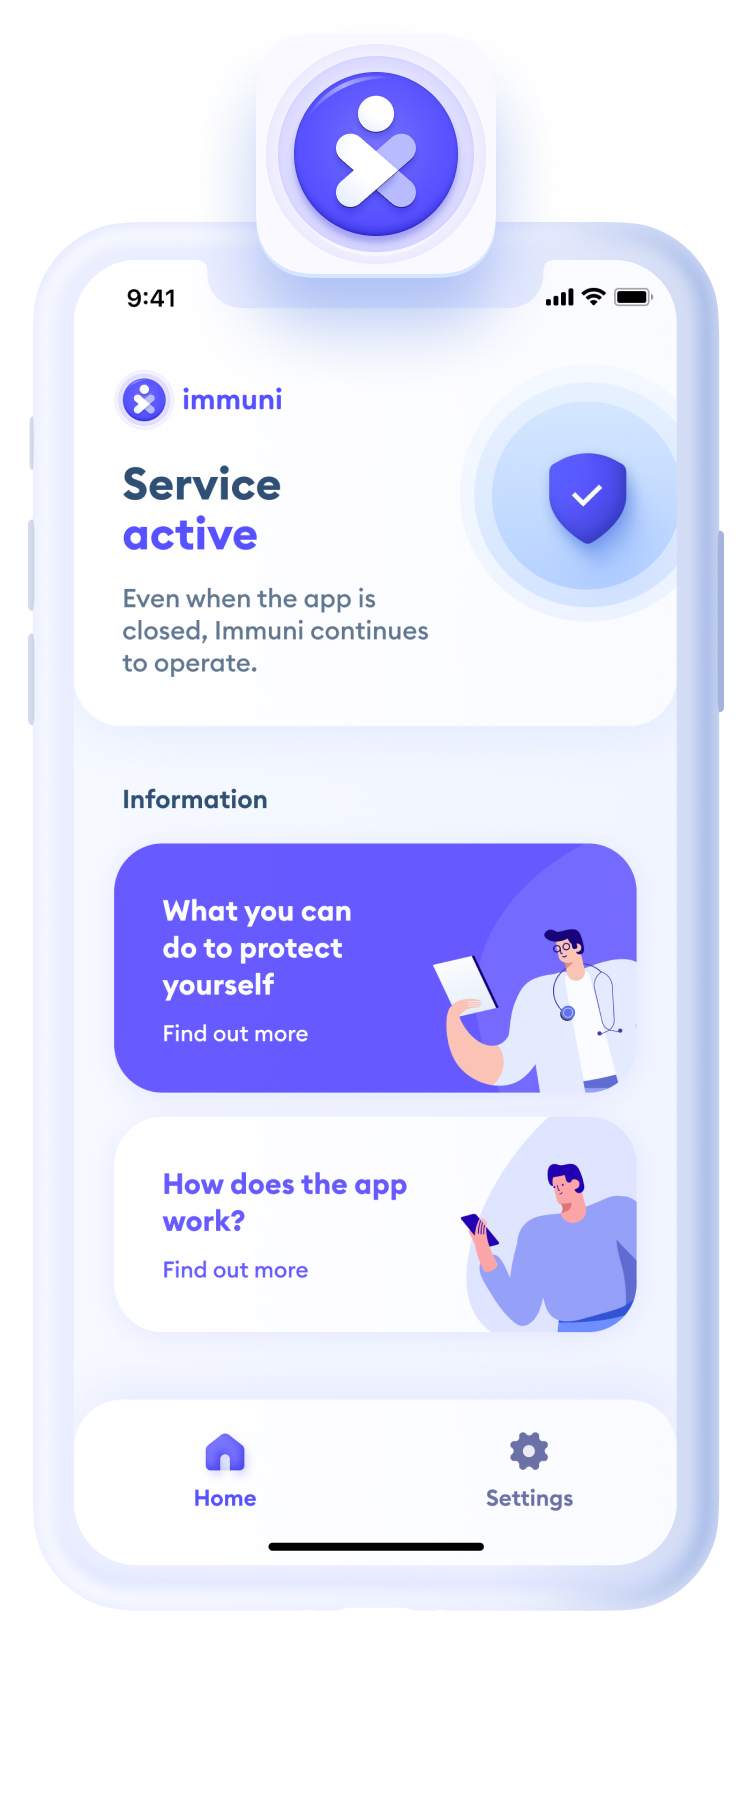 9:41
immuni
Service
active
Even when the app is
closed, Immuni continues
to operate.
Information
What you can
do to protect
yourself
Find out more
How does the app
work?
Find out more
Home
Settings